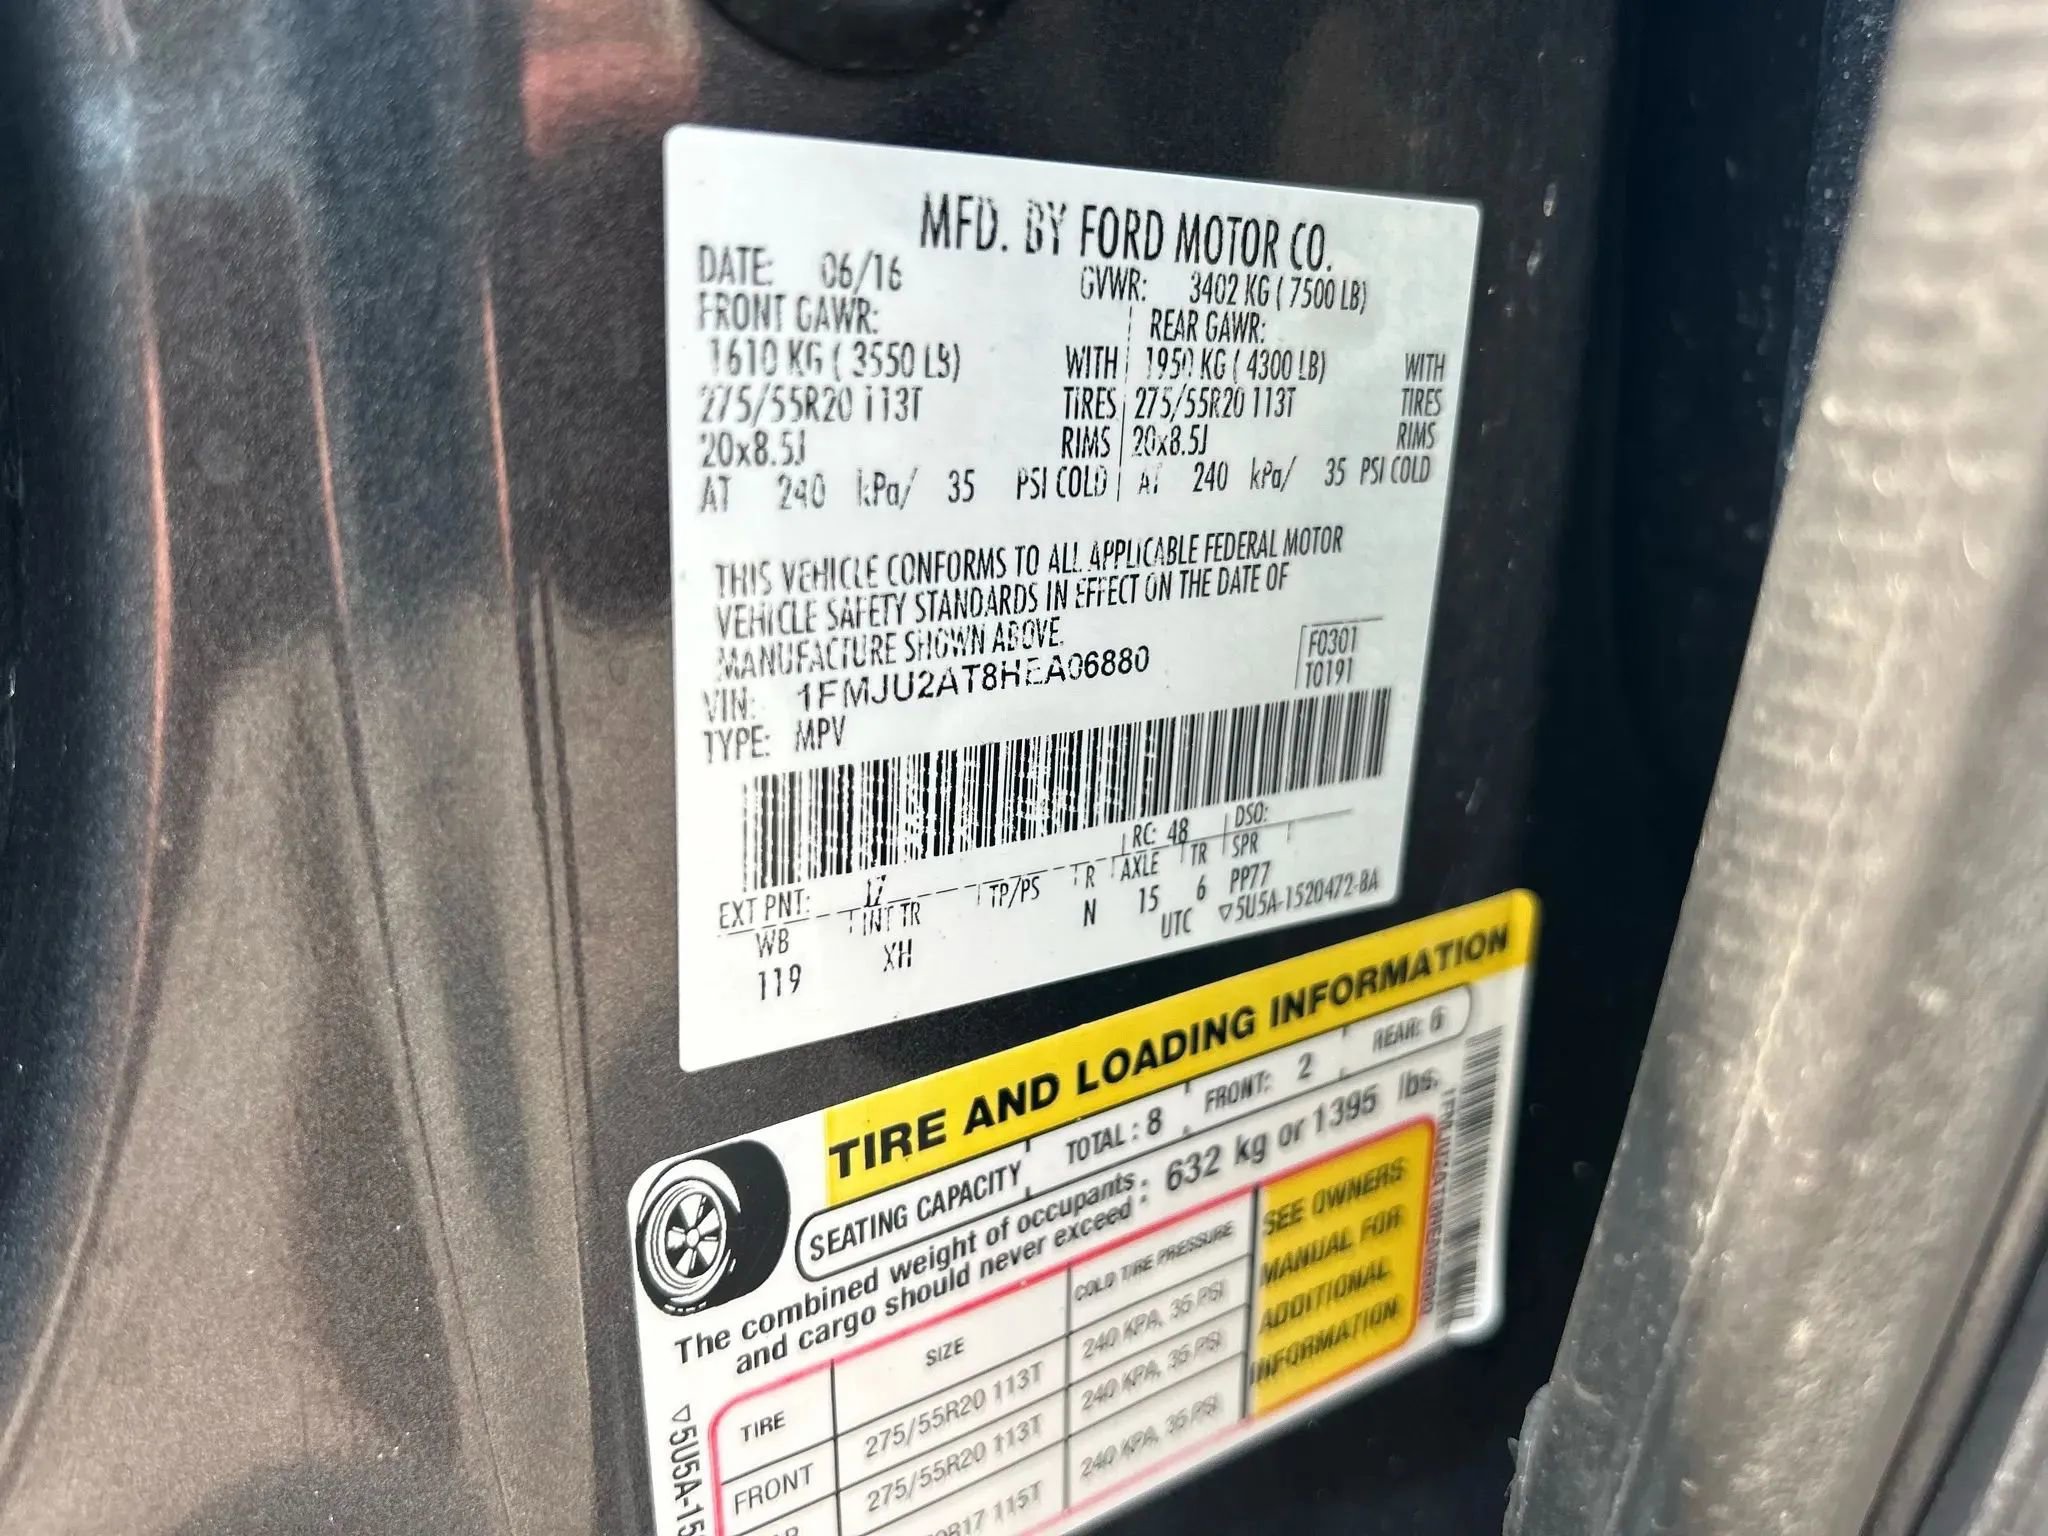 MFD. BY FORD MOTOR CO.
DATE: 06/16 GVWR: 3402 KG ( 7500 LB)
FRONT GAWR: REAR GAWR:
1610 KG ( 3550 LB) WITH 1950 KG ( 4300 LB) WITH
275/55R20 113T TIRES 275/55R20 113T TIRES
20x8.5J RIMS 20x8.5J RIMS
AT 240 kPa/ 35 PSI COLD AT 240 kPa/ 35 PSI COLD
THIS VEHICLE CONFORMS TO ALL APPLICABLE FEDERAL MOTOR
VEHICLE SAFETY STANDARDS IN EFFECT ON THE DATE OF
MANUFACTURE SHOWN ABOVE.
F0301
T0191
VIN: 1FMJU2AT8HEA06880
TYPE: MPV
EXT PNT: RC: 48 DSO:
WB INT TR TP/PS R AXLE TR SPR
119 XH N 15 6 PP77
UTC ▽5U5A-1520472-BA
TIRE AND LOADING INFORMATION
SEATING CAPACITY TOTAL : 8 FRONT: 2 REAR: 6
The combined weight of occupants
and cargo should never exceed : 632 kg or 1395 lbs.
TIRE SIZE COLD TIRE PRESSURE
FRONT 275/55R20 113T 240 KPA, 35 PSI
275/55R20 113T 240 KPA, 35 PSI
115T 240 KPA, 35 PSI
SEE OWNERS
MANUAL FOR
ADDITIONAL
INFORMATION
▽5U5A-15